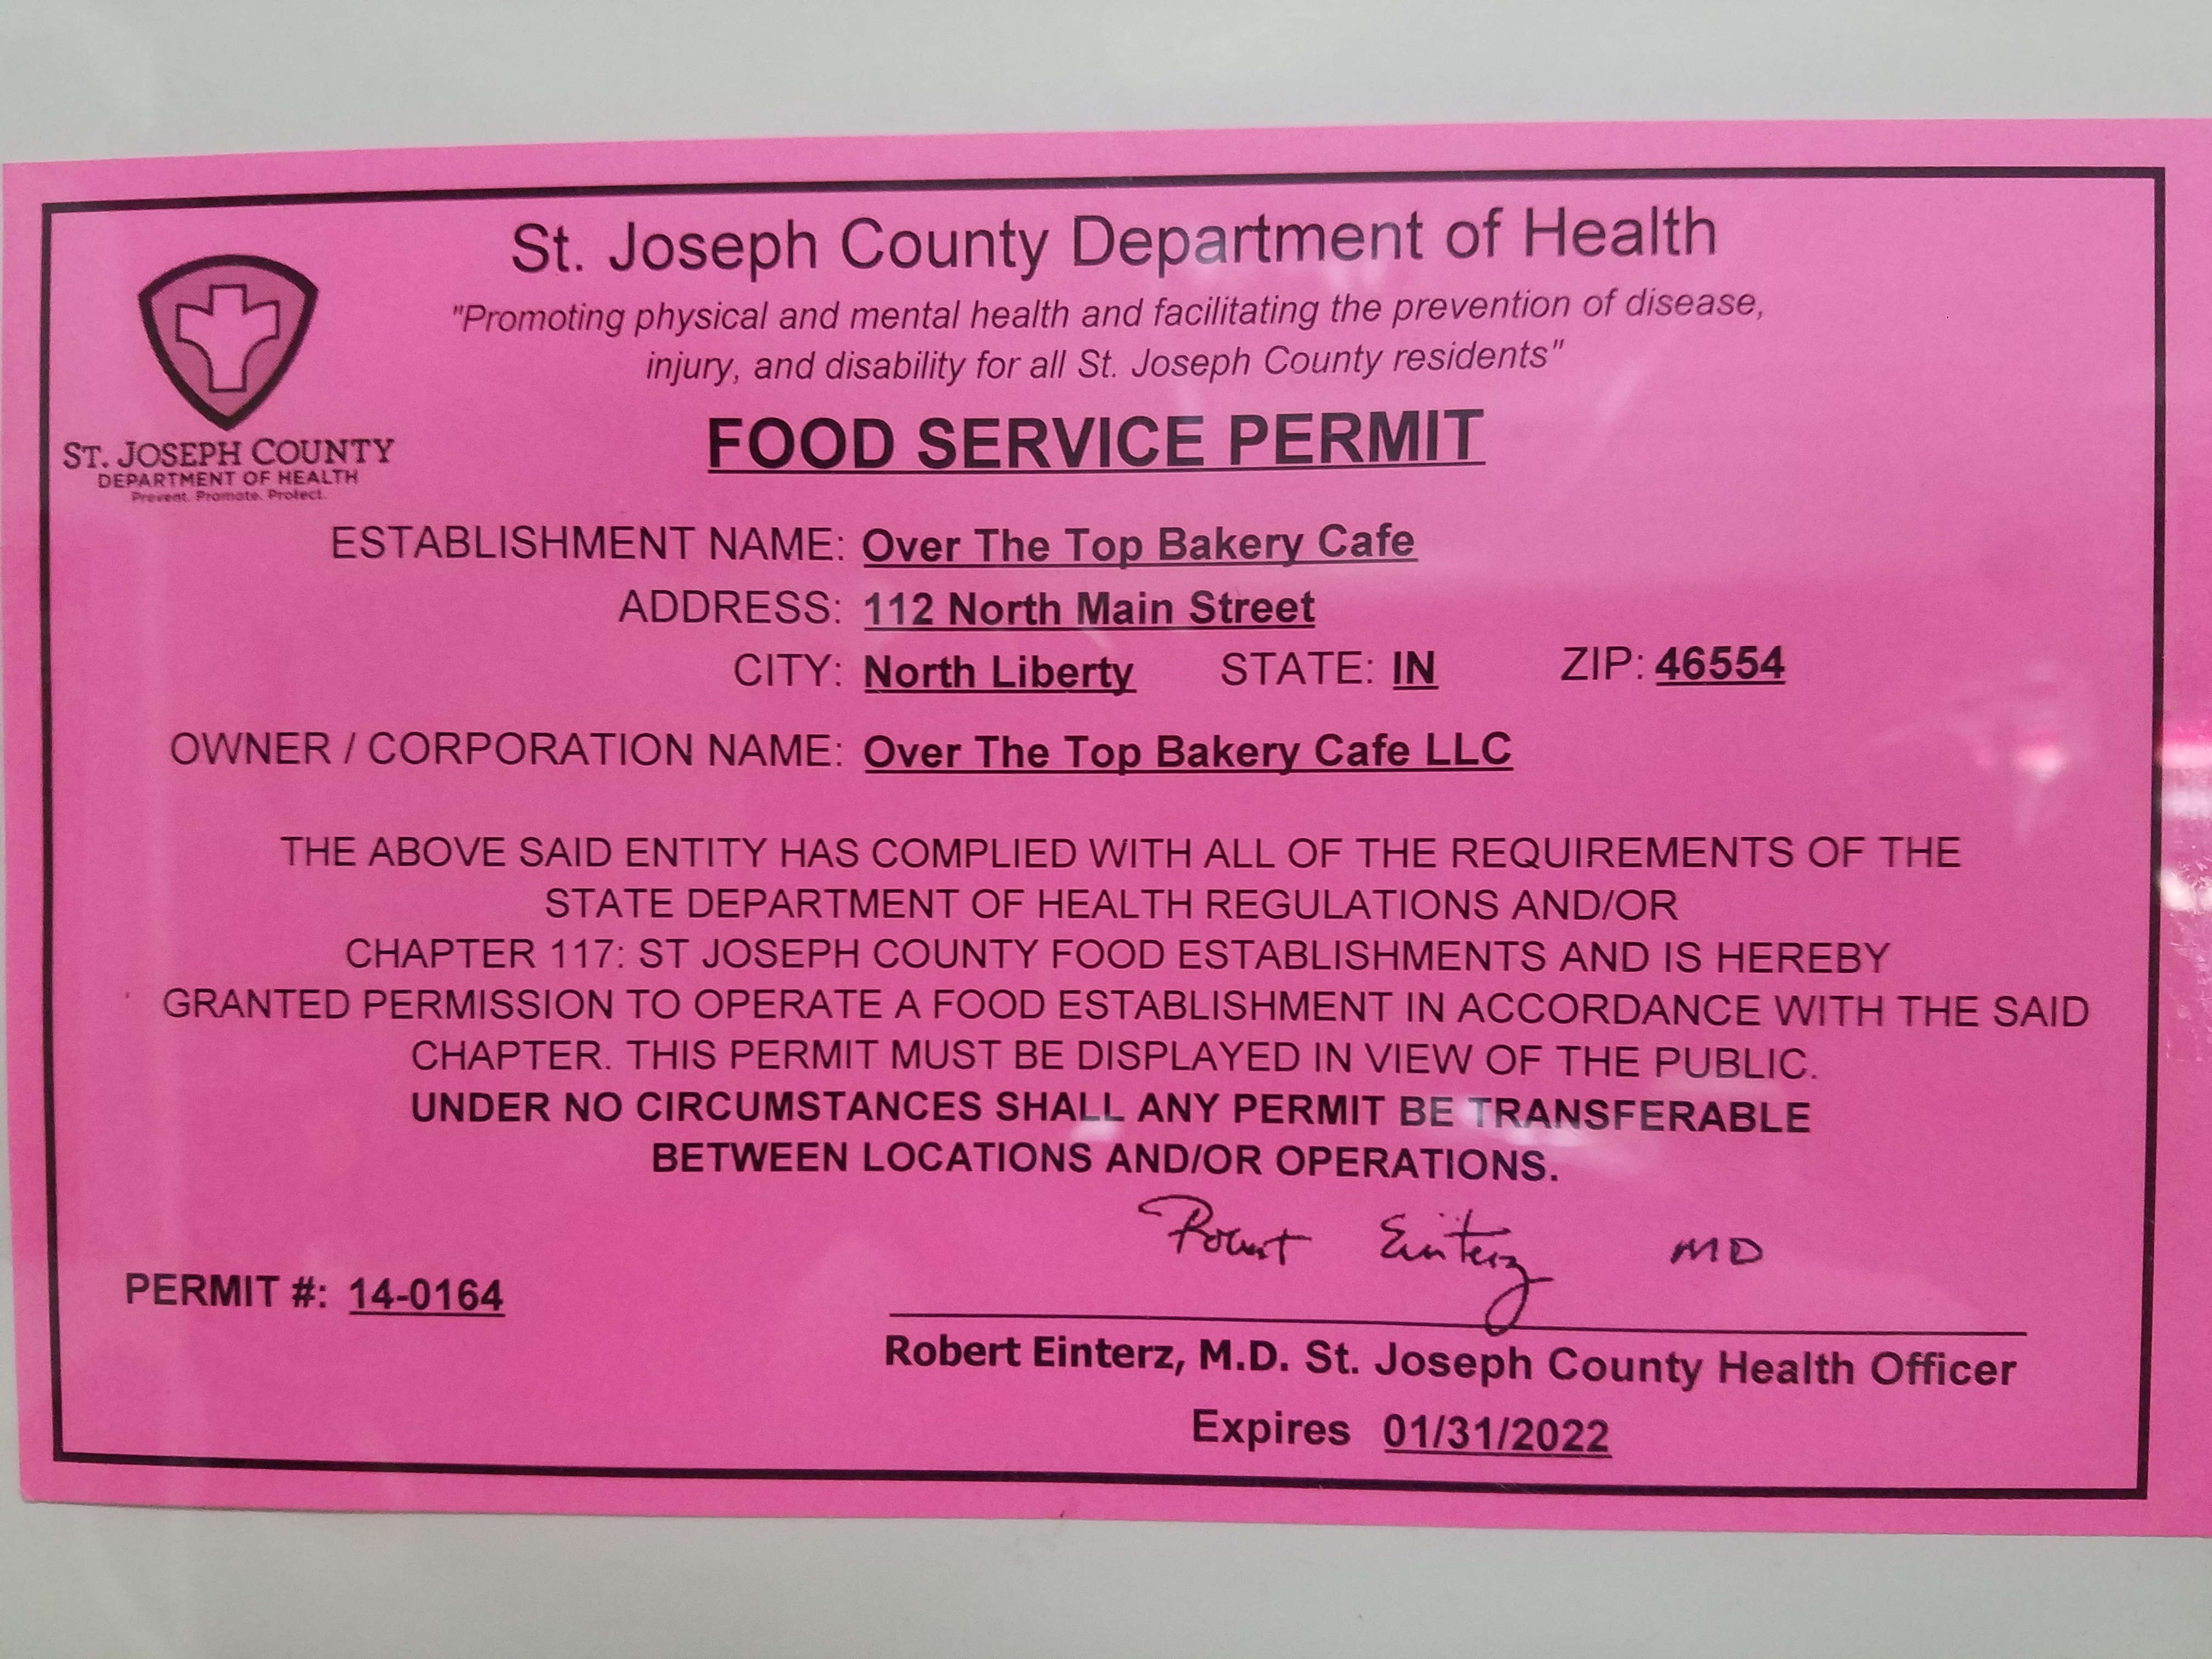 St. Joseph County Department of Health
"Promoting physical and mental health and facilitating the prevention of disease,
injury, and disability for all St. Joseph County residents"
ST. JOSEPH COUNTY
DEPARTMENT OF HEALTH
Prevent. Promote. Protect.
FOOD SERVICE PERMIT
ESTABLISHMENT NAME: Over The Top Bakery Cafe
ADDRESS: 112 North Main Street
CITY: North Liberty STATE: IN ZIP: 46554
OWNER / CORPORATION NAME: Over The Top Bakery Cafe LLC
THE ABOVE SAID ENTITY HAS COMPLIED WITH ALL OF THE REQUIREMENTS OF THE
STATE DEPARTMENT OF HEALTH REGULATIONS AND/OR
CHAPTER 117: ST JOSEPH COUNTY FOOD ESTABLISHMENTS AND IS HEREBY
GRANTED PERMISSION TO OPERATE A FOOD ESTABLISHMENT IN ACCORDANCE WITH THE SAID
CHAPTER. THIS PERMIT MUST BE DISPLAYED IN VIEW OF THE PUBLIC.
UNDER NO CIRCUMSTANCES SHALL ANY PERMIT BE TRANSFERABLE
BETWEEN LOCATIONS AND/OR OPERATIONS.
Robert Einterz MD
PERMIT #: 14-0164
Robert Einterz, M.D. St. Joseph County Health Officer
Expires 01/31/2022